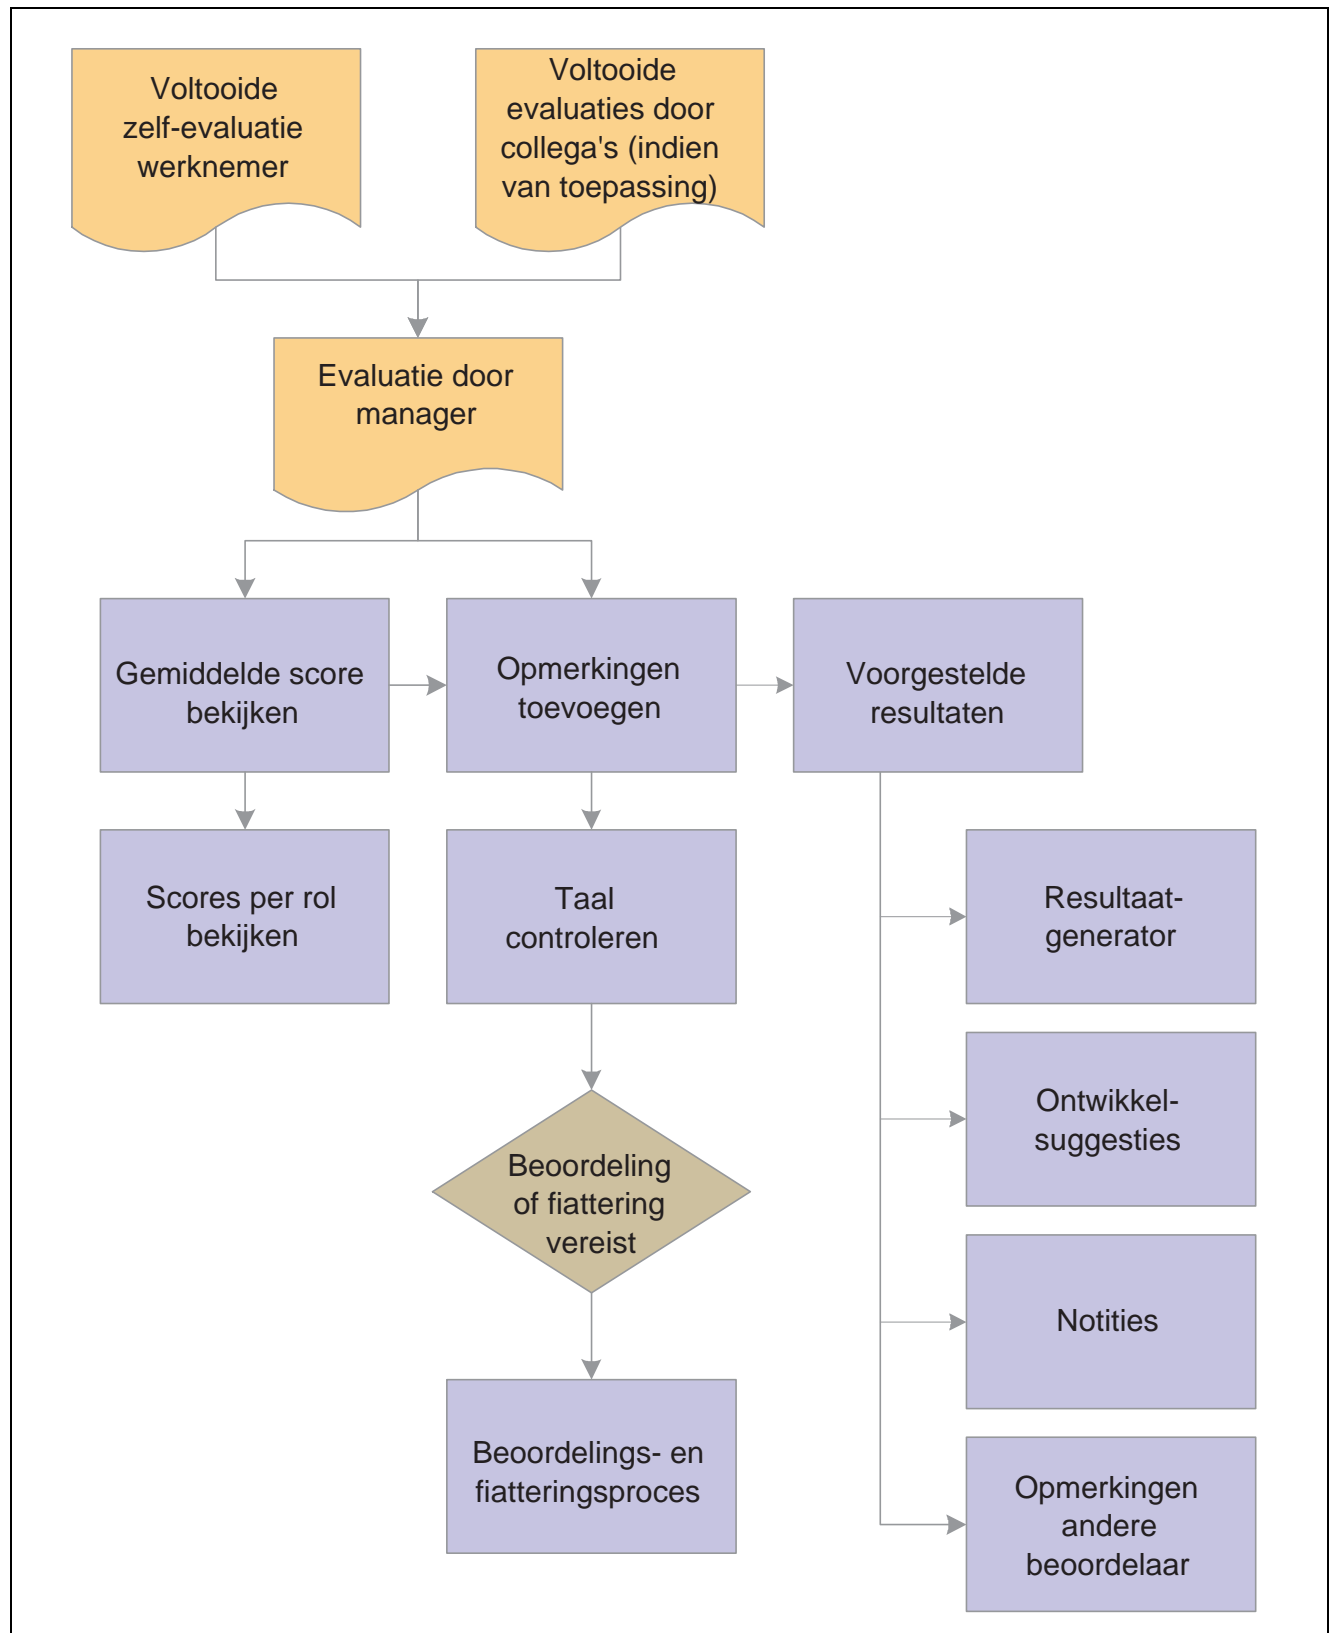 Voltooide
zelf-evaluatie
werknemer
Voltooide
evaluaties door
collega's (indien
van toepassing)
Evaluatie door
manager
Gemiddelde score
bekijken
Opmerkingen
toevoegen
Voorgestelde
resultaten
Scores per rol
bekijken
Taal
controleren
Resultaat-
generator
Ontwikkel-
suggesties
Beoordeling
of fiattering
vereist
Notities
Beoordelings- en
fiatteringsproces
Opmerkingen
andere
beoordelaar